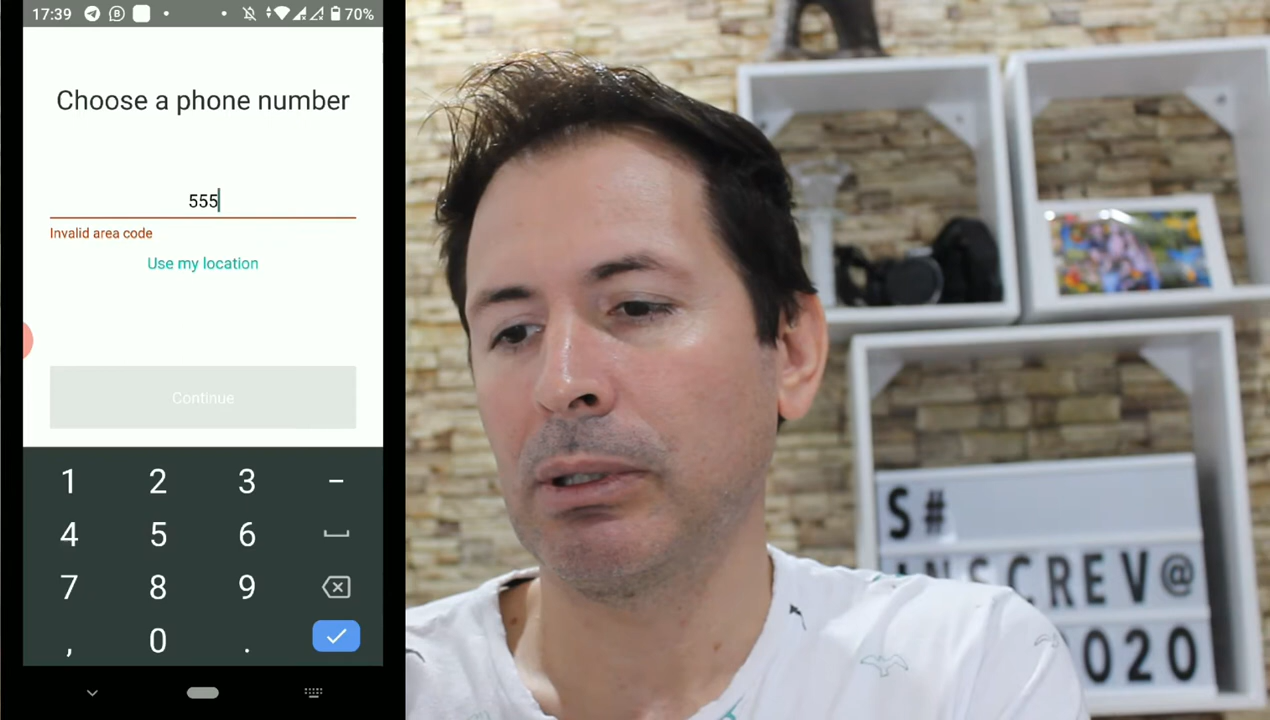 17:39
70%
Choose a phone number
555
Invalid area code
Use my location
Continue
1 2 3 -
4 5 6
7 8 9
, 0 .
S#
INSCREV@
2020